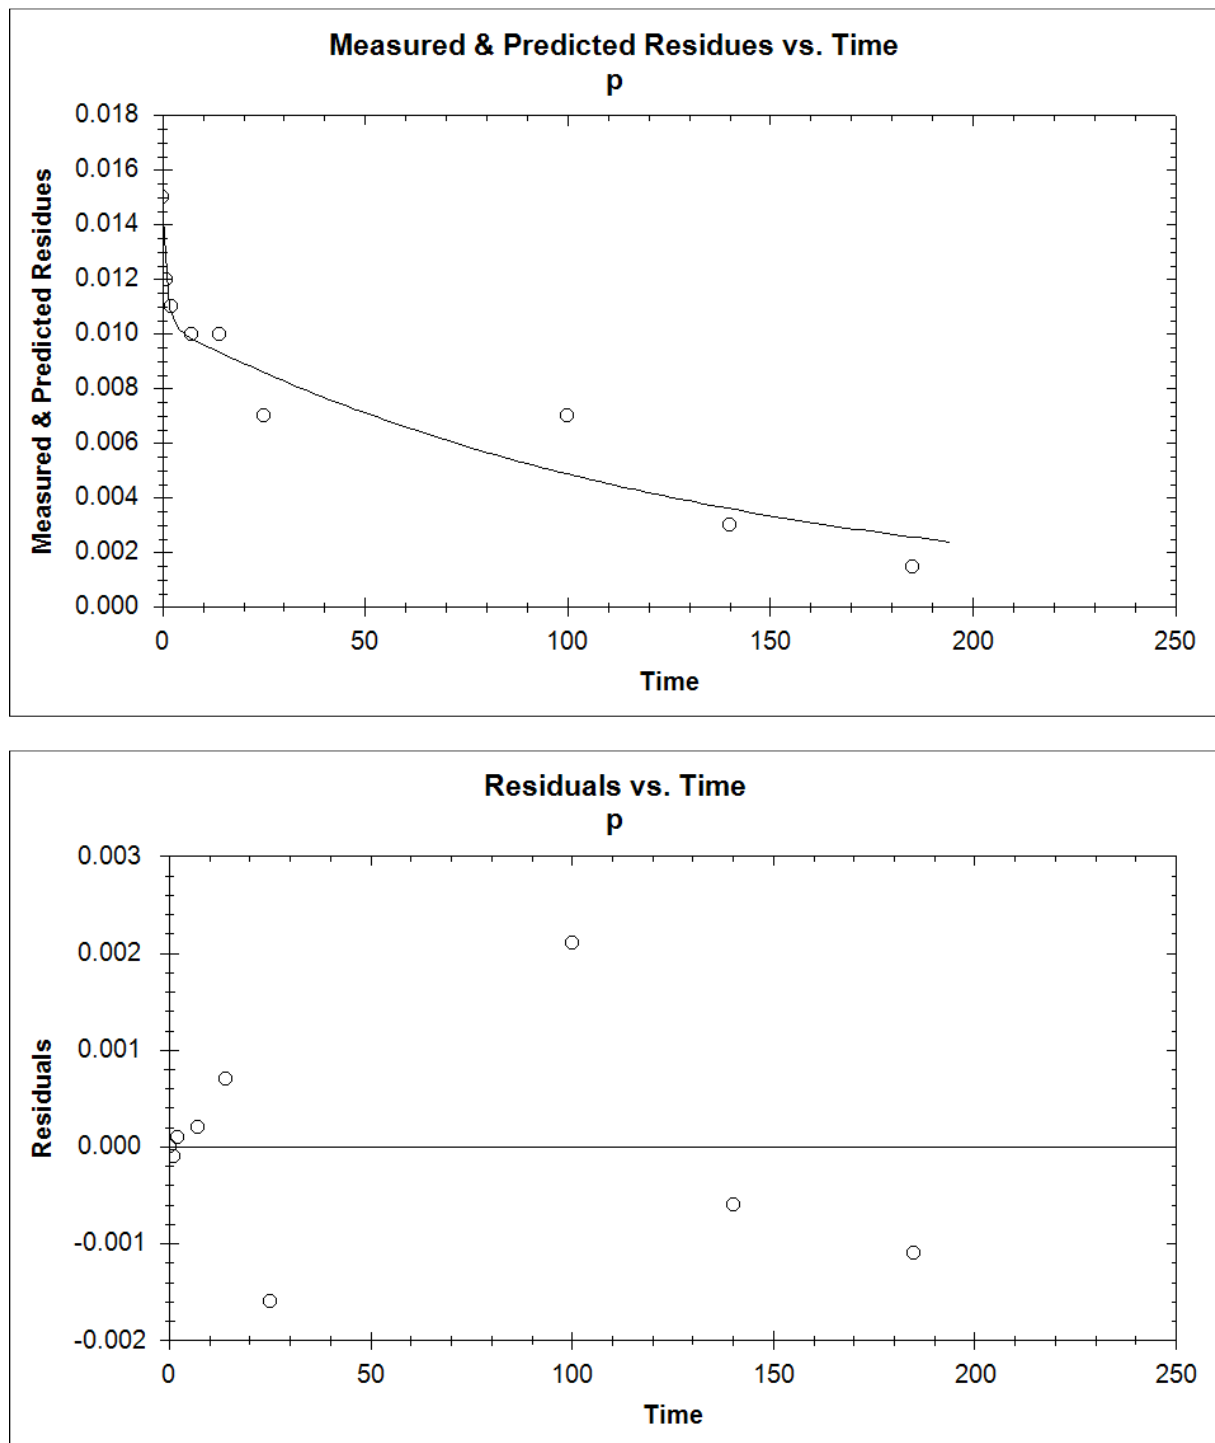 Measured & Predicted Residues vs. Time
p
Measured & Predicted Residues
0.018
0.016
0.014
0.012
0.010
0.008
0.006
0.004
0.002
0.000
0 50 100 150 200 250
Time
Residuals vs. Time
p
Residuals
0.003
0.002
0.001
0.000
-0.001
-0.002
0 50 100 150 200 250
Time